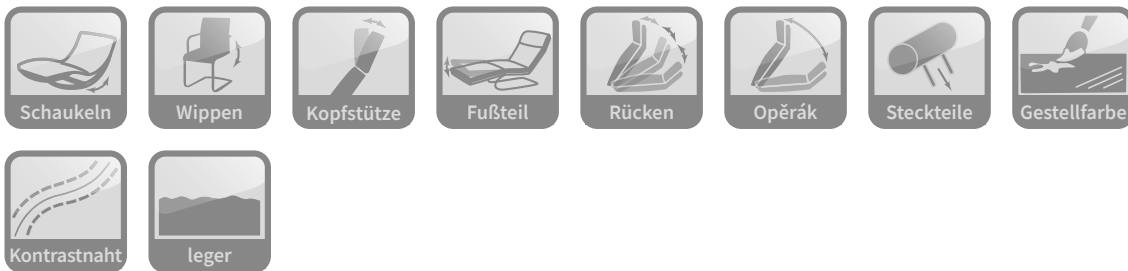 Schaukeln
Wippen
Kopfstütze
Fußteil
Rücken
Opěrák
Steckteile
Gestellfarbe
Kontrastnaht
leger